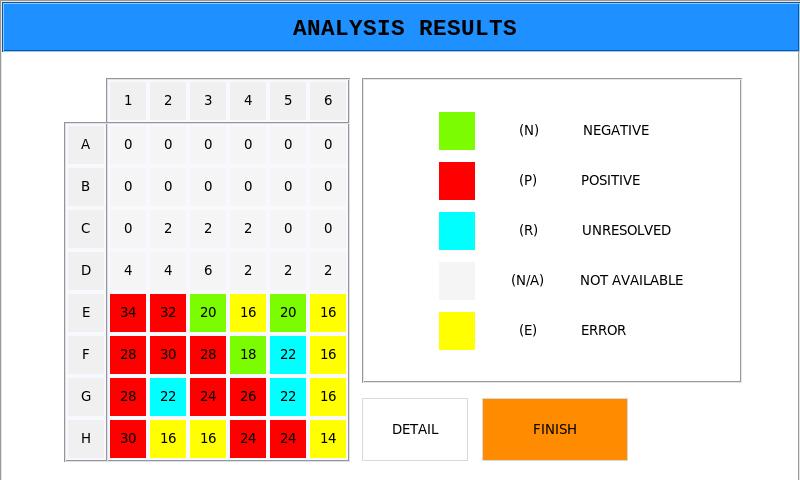 ANALYSIS RESULTS
1 2 3 4 5 6
A 0 0 0 0 0 0
B 0 0 0 0 0 0
C 0 2 2 2 0 0
D 4 4 6 2 2 2
E 34 32 20 16 20 16
F 28 30 28 18 22 16
G 28 22 24 26 22 16
H 30 16 16 24 24 14
(N) NEGATIVE
(P) POSITIVE
(R) UNRESOLVED
(N/A) NOT AVAILABLE
(E) ERROR
DETAIL FINISH